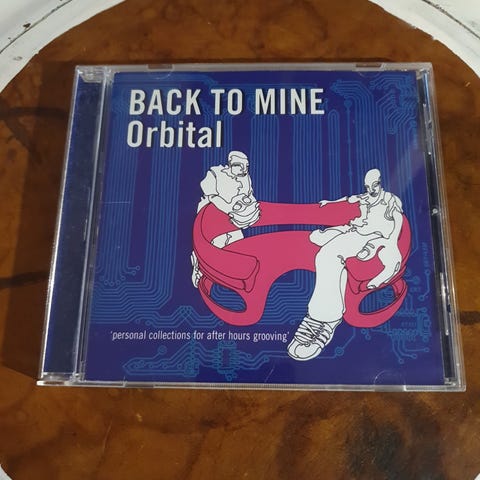 BACK TO MINE
Orbital
'personal collections for after hours grooving'